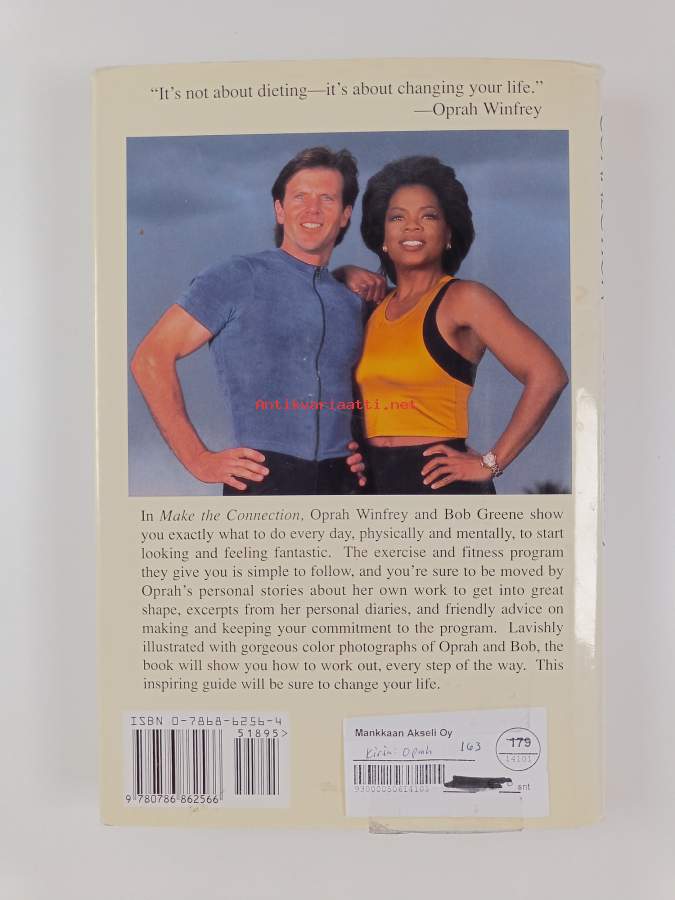 “It's not about dieting—it's about changing your life.”
—Oprah Winfrey
Antikvariaatti.net
In Make the Connection, Oprah Winfrey and Bob Greene show
you exactly what to do every day, physically and mentally, to start
looking and feeling fantastic. The exercise and fitness program
they give you is simple to follow, and you're sure to be moved by
Oprah's personal stories about her own work to get into great
shape, excerpts from her personal diaries, and friendly advice on
making and keeping your commitment to the program. Lavishly
illustrated with gorgeous color photographs of Oprah and Bob, the
book will show you how to work out, every step of the way. This
inspiring guide will be sure to change your life.
ISBN 0-7868-6256-4
51895>
9 780786 862566
Mankkaan Akseli Oy
Kirja: Oprah 163
179
14101
snt